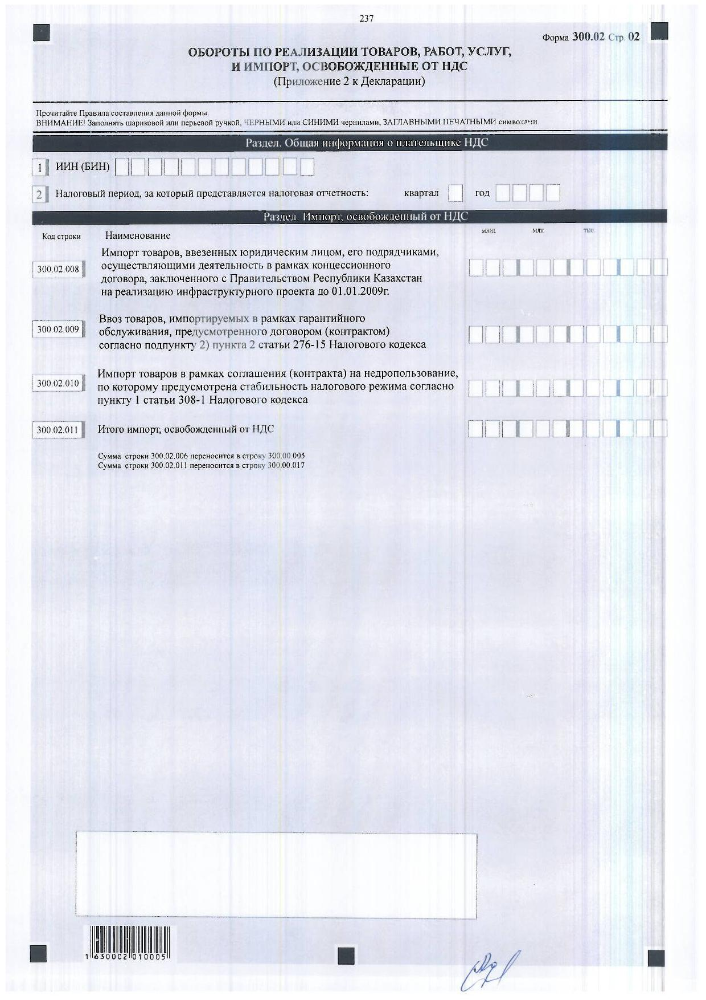 237
Форма 300.02 Стр. 02
ОБОРОТЫ ПО РЕАЛИЗАЦИИ ТОВАРОВ, РАБОТ, УСЛУГ,
И ИМПОРТ, ОСВОБОЖДЕННЫЕ ОТ НДС
(Приложение 2 к Декларации)
Прочитайте Правила составления данной формы.
ВНИМАНИЕ! Заполнять шариковой или перьевой ручкой, ЧЕРНЫМИ или СИНИМИ чернилами, ЗАГЛАВНЫМИ ПЕЧАТНЫМИ символами.
Раздел. Общая информация о плательщике НДС
1 ИИН (БИН)
2 Налоговый период, за который представляется налоговая отчетность: квартал год
Раздел. Импорт, освобожденный от НДС
Код строки Наименование млрд. млн. тыс.
300.02.008 Импорт товаров, ввезенных юридическим лицом, его подрядчиками,
осуществляющими деятельность в рамках концессионного
договора, заключенного с Правительством Республики Казахстан
на реализацию инфраструктурного проекта до 01.01.2009г.
300.02.009 Ввоз товаров, импортируемых в рамках гарантийного
обслуживания, предусмотренного договором (контрактом)
согласно подпункту 2) пункта 2 статьи 276-15 Налогового кодекса
300.02.010 Импорт товаров в рамках соглашения (контракта) на недропользование,
по которому предусмотрена стабильность налогового режима согласно
пункту 1 статьи 308-1 Налогового кодекса
300.02.011 Итого импорт, освобожденный от НДС
Сумма строки 300.02.006 переносится в строку 300.00.005
Сумма строки 300.02.011 переносится в строку 300.00.017
1 630002 010005